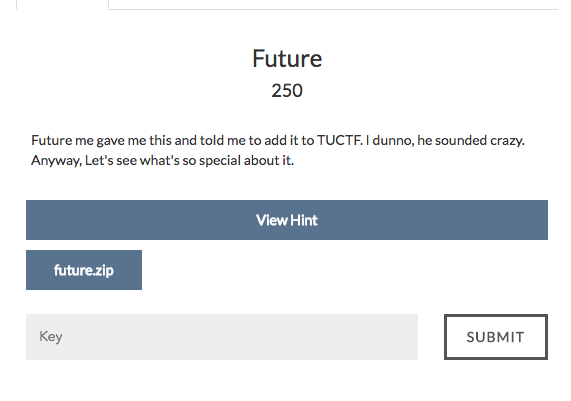 Future
250
Future me gave me this and told me to add it to TUCTF. I dunno, he sounded crazy.
Anyway, Let's see what's so special about it.
View Hint
future.zip
Key
SUBMIT